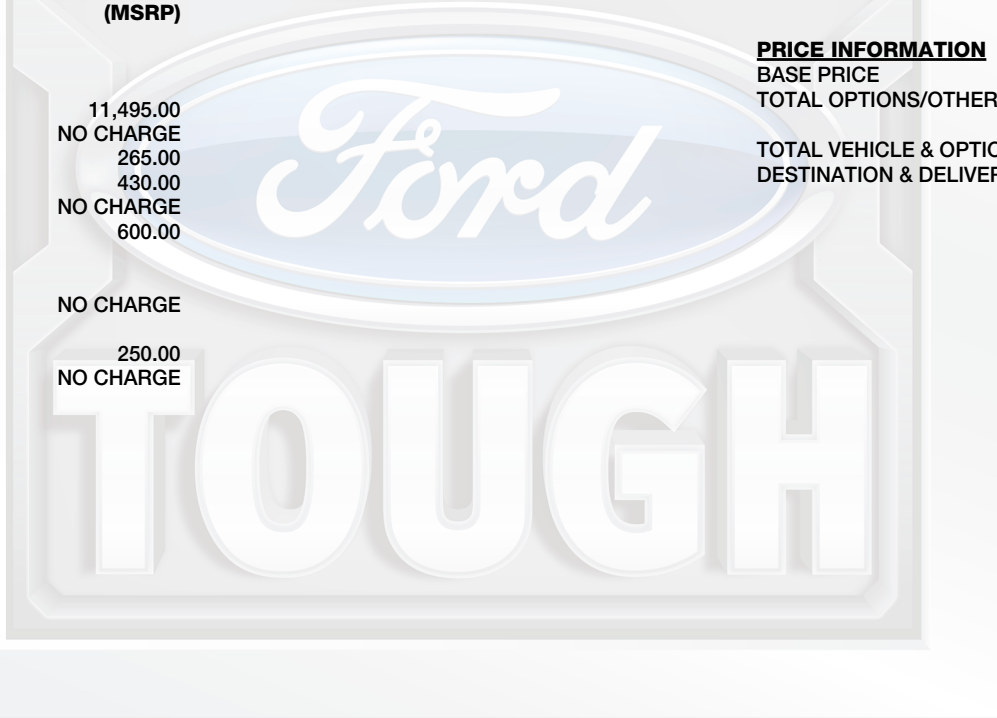 (MSRP)
11,495.00
NO CHARGE
265.00
430.00
NO CHARGE
600.00
NO CHARGE
250.00
NO CHARGE
PRICE INFORMATION
BASE PRICE
TOTAL OPTIONS/OTHER
TOTAL VEHICLE & OPTIO
DESTINATION & DELIVER
Ford
TOUGH